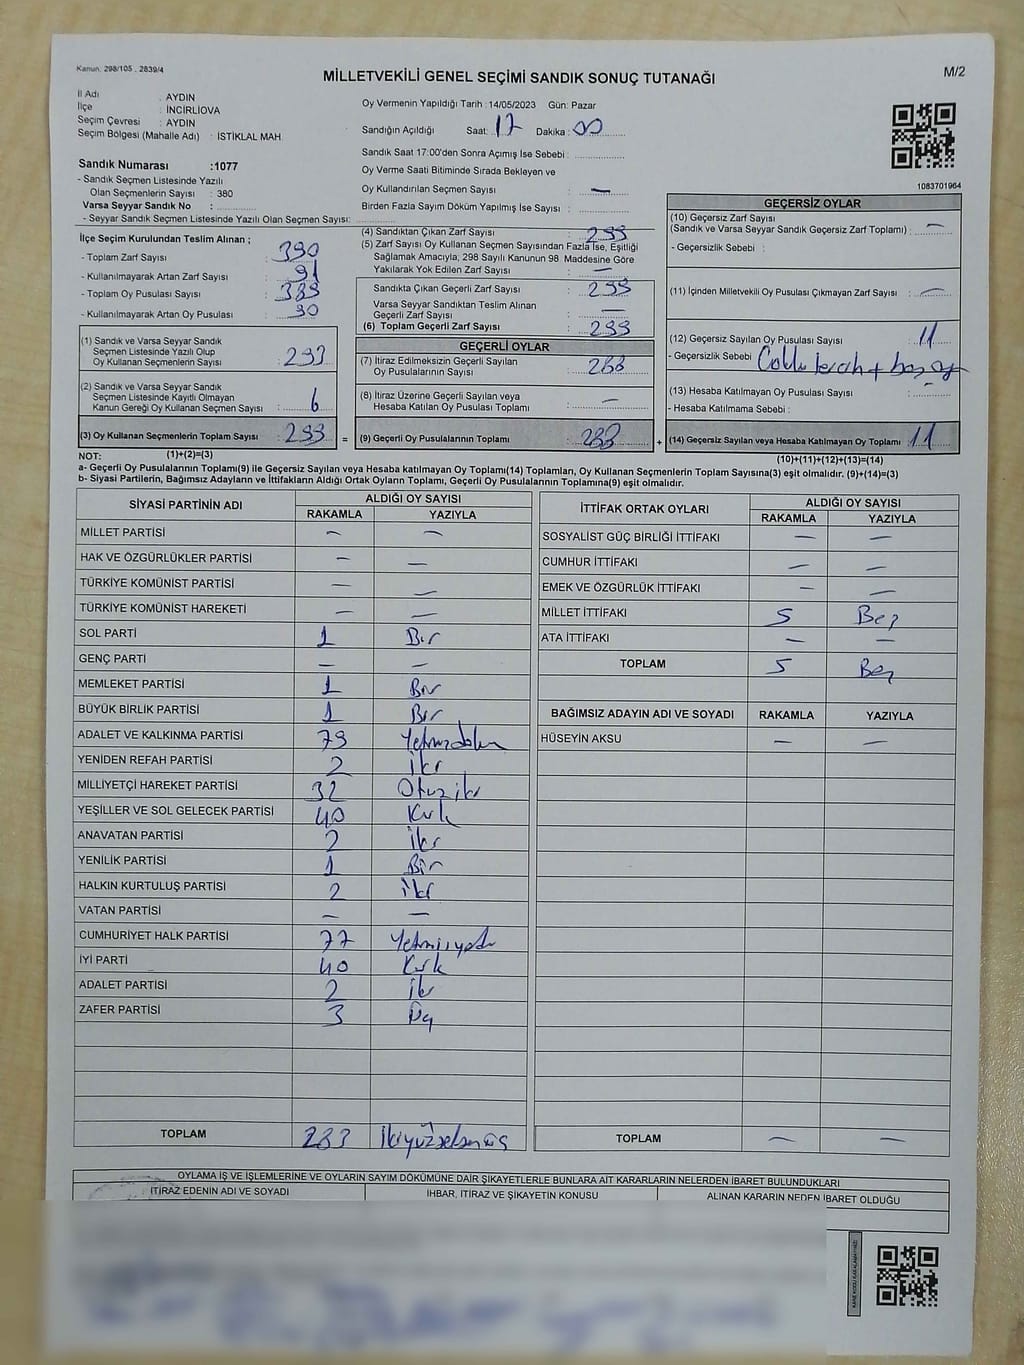 Kanun. 298/105 , 2839/4
MİLLETVEKİLİ GENEL SEÇİMİ SANDIK SONUÇ TUTANAĞI
M/2
İl Adı : AYDIN
İlçe : İNCİRLİOVA
Seçim Çevresi : AYDIN
Seçim Bölgesi (Mahalle Adı) : İSTİKLAL MAH.
Sandık Numarası :1077
- Sandık Seçmen Listesinde Yazılı
Olan Seçmenlerin Sayısı : 380
Varsa Seyyar Sandık No :
- Seyyar Sandık Seçmen Listesinde Yazılı Olan Seçmen Sayısı:
Oy Vermenin Yapıldığı Tarih :14/05/2023 Gün: Pazar
Sandığın Açıldığı Saat: 17 Dakika : 00
Sandık Saat 17:00'den Sonra Açımış İse Sebebi :
Oy Verme Saati Bitiminde Sırada Bekleyen ve
Oy Kullandırılan Seçmen Sayısı : —
Birden Fazla Sayım Döküm Yapılmış İse Sayısı :
1083701964
İlçe Seçim Kurulundan Teslim Alınan ;
- Toplam Zarf Sayısı : 390
- Kullanılmayarak Artan Zarf Sayısı : 91
- Toplam Oy Pusulası Sayısı : 389
- Kullanılmayarak Artan Oy Pusulası : 90
(1) Sandık ve Varsa Seyyar Sandık
Seçmen Listesinde Yazılı Olup
Oy Kullanan Seçmenlerin Sayısı : 293
(2) Sandık ve Varsa Seyyar Sandık
Seçmen Listesinde Kayıtlı Olmayan
Kanun Gereği Oy Kullanan Seçmen Sayısı : 6
(3) Oy Kullanan Seçmenlerin Toplam Sayısı : 299 =
(4) Sandıktan Çıkan Zarf Sayısı : 299
(5) Zarf Sayısı Oy Kullanan Seçmen Sayısından Fazla İse, Eşitliği
Sağlamak Amacıyla, 298 Sayılı Kanunun 98 Maddesine Göre
Yakılarak Yok Edilen Zarf Sayısı : —
Sandıkta Çıkan Geçerli Zarf Sayısı : 299
Varsa Seyyar Sandıktan Teslim Alınan
Geçerli Zarf Sayısı : —
(6) Toplam Geçerli Zarf Sayısı : 299
GEÇERLİ OYLAR
(7) İtiraz Edilmeksizin Geçerli Sayılan
Oy Pusulalarının Sayısı : 288
(8) İtiraz Üzerine Geçerli Sayılan veya
Hesaba Katılan Oy Pusulası Toplamı : —
(9) Geçerli Oy Pusulalarının Toplamı : 288 +
GEÇERSİZ OYLAR
(10) Geçersiz Zarf Sayısı
(Sandık ve Varsa Seyyar Sandık Geçersiz Zarf Toplamı) : —
- Geçersizlik Sebebi :
(11) İçinden Milletvekili Oy Pusulası Çıkmayan Zarf Sayısı : —
(12) Geçersiz Sayılan Oy Pusulası Sayısı : 11
- Geçersizlik Sebebi : Çoklu tercih + boş oy
(13) Hesaba Katılmayan Oy Pusulası Sayısı :
- Hesaba Katılmama Sebebi :
(14) Geçersiz Sayılan veya Hesaba Katılmayan Oy Toplamı : 11
NOT: (1)+(2)=(3)
(10)+(11)+(12)+(13)=(14)
a- Geçerli Oy Pusulalarının Toplamı(9) ile Geçersiz Sayılan veya Hesaba katılmayan Oy Toplamı(14) Toplamları, Oy Kullanan Seçmenlerin Toplam Sayısına(3) eşit olmalıdır. (9)+(14)=(3)
b- Siyasi Partilerin, Bağımsız Adayların ve İttifakların Aldığı Ortak Oyların Toplamı, Geçerli Oy Pusulalarının Toplamına(9) eşit olmalıdır.
SİYASİ PARTİNİN ADI ALDIĞI OY SAYISI
RAKAMLA YAZIYLA
MİLLET PARTİSİ — —
HAK VE ÖZGÜRLÜKLER PARTİSİ — —
TÜRKİYE KOMÜNİST PARTİSİ — —
TÜRKİYE KOMÜNİST HAREKETİ — —
SOL PARTİ 1 Bir
GENÇ PARTİ — —
MEMLEKET PARTİSİ 1 Bir
BÜYÜK BİRLİK PARTİSİ 1 Bir
ADALET VE KALKINMA PARTİSİ 79 Yetmişdokuz
YENİDEN REFAH PARTİSİ 2 İki
MİLLİYETÇİ HAREKET PARTİSİ 32 Otuziki
YEŞİLLER VE SOL GELECEK PARTİSİ 40 Kırk
ANAVATAN PARTİSİ 2 İki
YENİLİK PARTİSİ 1 Bir
HALKIN KURTULUŞ PARTİSİ 2 İki
VATAN PARTİSİ — —
CUMHURİYET HALK PARTİSİ 77 Yetmişyedi
İYİ PARTİ 40 Kırk
ADALET PARTİSİ 2 İki
ZAFER PARTİSİ 3 Üç
TOPLAM 283 İkiyüzseksenüç
İTTİFAK ORTAK OYLARI ALDIĞI OY SAYISI
RAKAMLA YAZIYLA
SOSYALİST GÜÇ BİRLİĞİ İTTİFAKI — —
CUMHUR İTTİFAKI — —
EMEK VE ÖZGÜRLÜK İTTİFAKI — —
MİLLET İTTİFAKI 5 Beş
ATA İTTİFAKI — —
TOPLAM 5 Beş
BAĞIMSIZ ADAYIN ADI VE SOYADI RAKAMLA YAZIYLA
HÜSEYİN AKSU — —
TOPLAM — —
OYLAMA İŞ VE İŞLEMLERİNE VE OYLARIN SAYIM DÖKÜMÜNE DAİR ŞİKAYETLERLE BUNLARA AİT KARARLARIN NELERDEN İBARET BULUNDUKLARI
İTİRAZ EDENİN ADI VE SOYADI İHBAR, İTİRAZ VE ŞİKAYETİN KONUSU ALINAN KARARIN NEDEN İBARET OLDUĞU